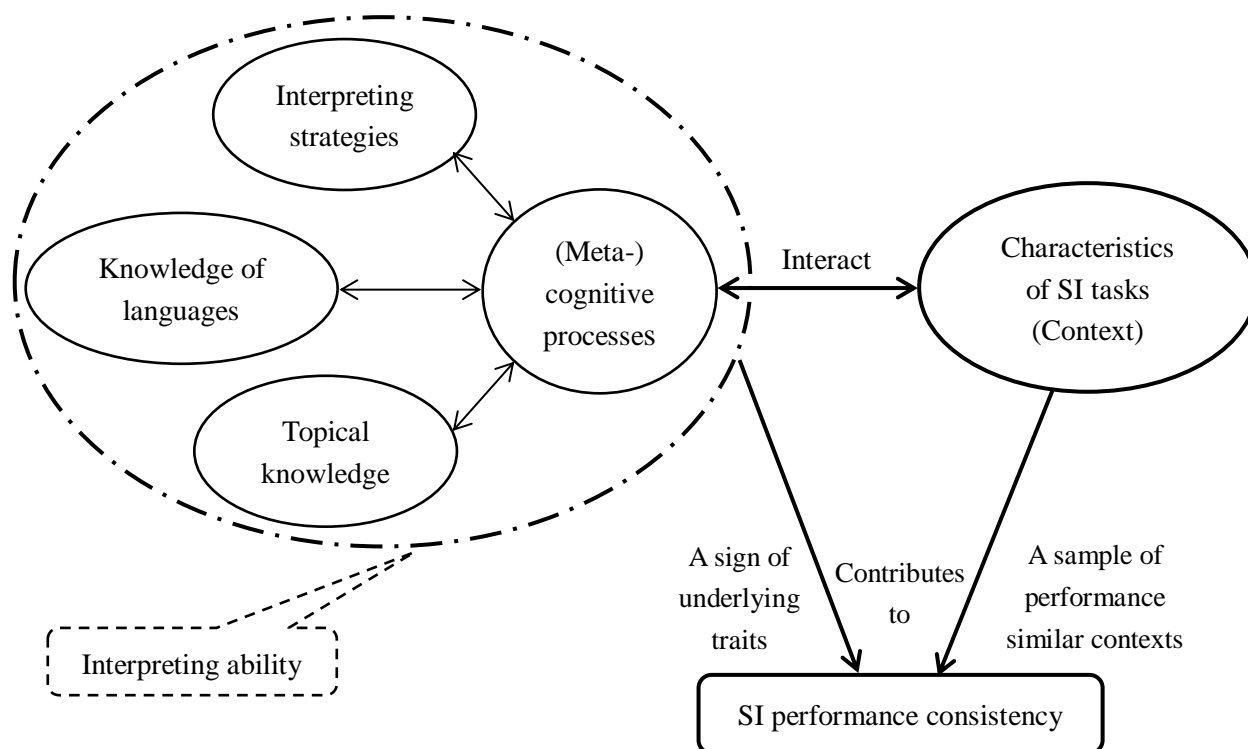 Interpreting
strategies
Knowledge of
languages
Topical
knowledge
(Meta-)
cognitive
processes
Interact
Characteristics
of SI tasks
(Context)
Interpreting ability
A sign of
underlying
traits
Contributes
to
A sample of
performance
similar contexts
SI performance consistency